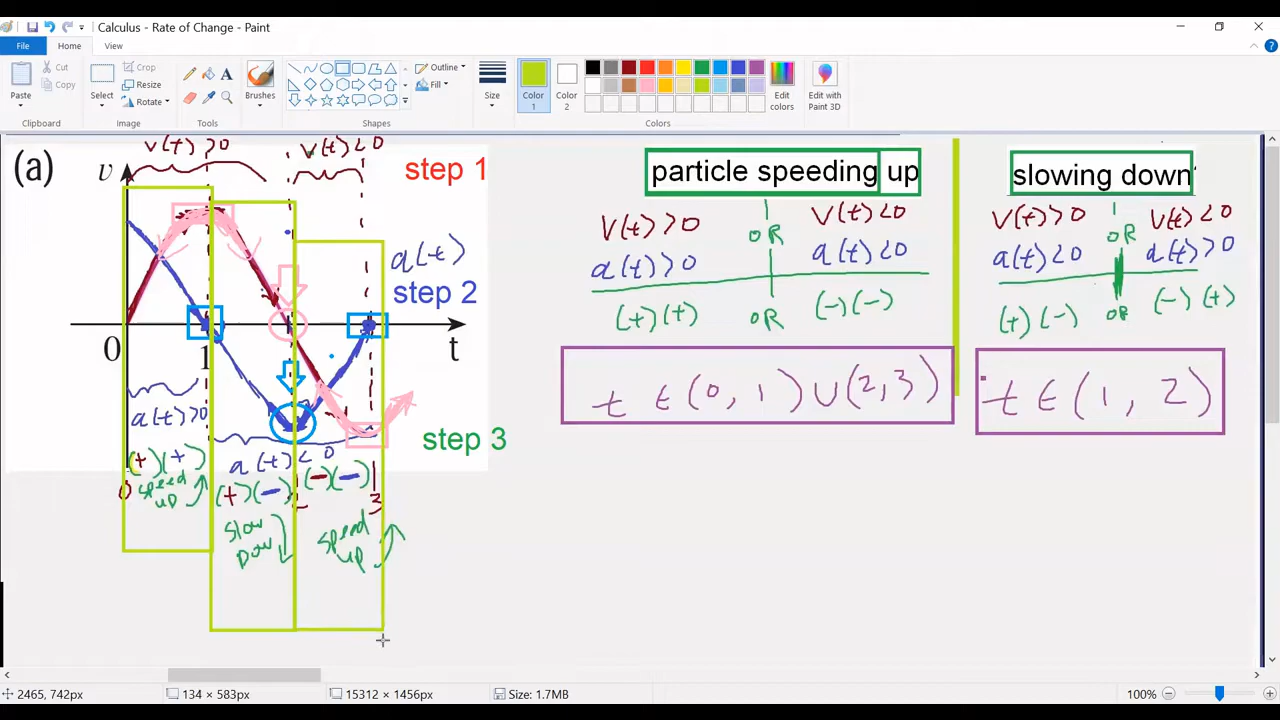 Calculus - Rate of Change - Paint
File Home View
Paste
Cut
Copy
Clipboard
Select
Crop
Resize
Rotate
Image
Tools
Brushes
Shapes
Outline
Fill
Size
Color 1
Color 2
Colors
Edit colors
Edit with Paint 3D
(a)
v
v(t) > 0
v(t) < 0
step 1
a(t)
step 2
0
1
t
a(t) > 0
step 3
a(t) < 0
(+)(+)
speed up
0
(+)(-)
slow down
2
(-)(-)
3
speed up
particle speeding up
v(t) > 0 OR v(t) < 0
a(t) > 0 a(t) < 0
(+)(+) OR (-)(-)
t ∈ (0, 1) ∪ (2, 3)
slowing down
v(t) > 0 OR v(t) < 0
a(t) < 0 a(t) > 0
(+)(-) OR (-)(+)
t ∈ (1, 2)
2465, 742px
134 × 583px
15312 × 1456px
Size: 1.7MB
100%